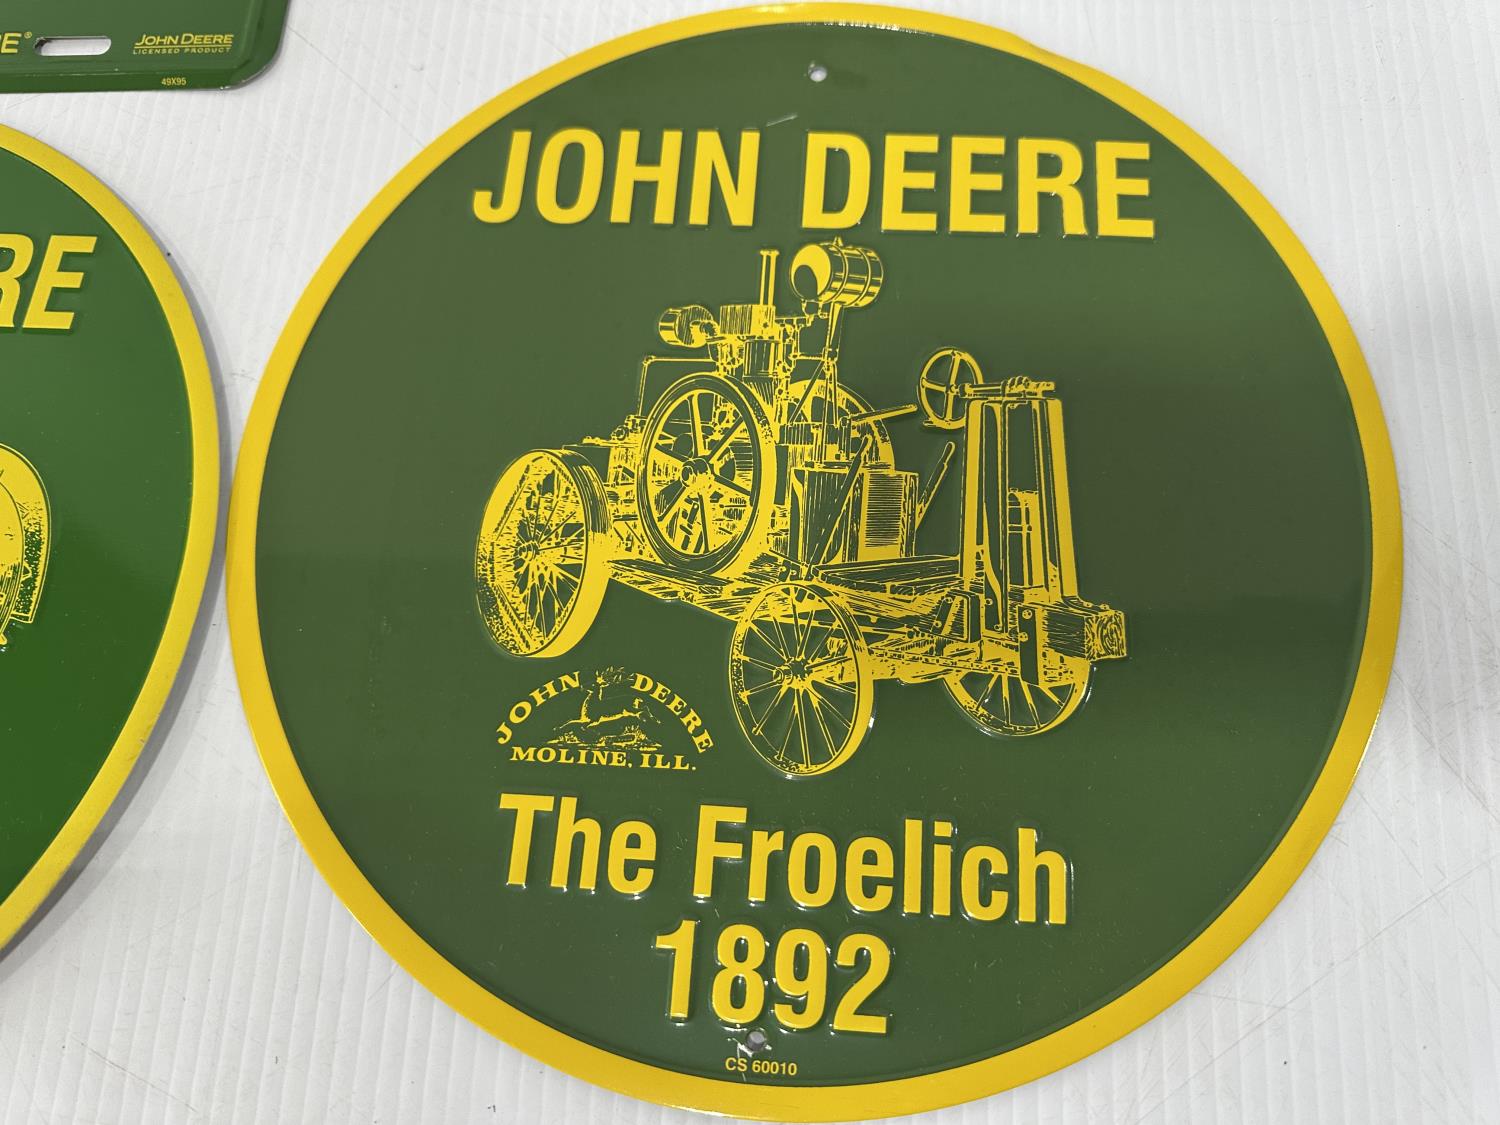 JOHN DEERE
LICENSED PRODUCT
49X95
JOHN DEERE
JOHN DEERE
MOLINE, ILL.
The Froelich
1892
CS 60010